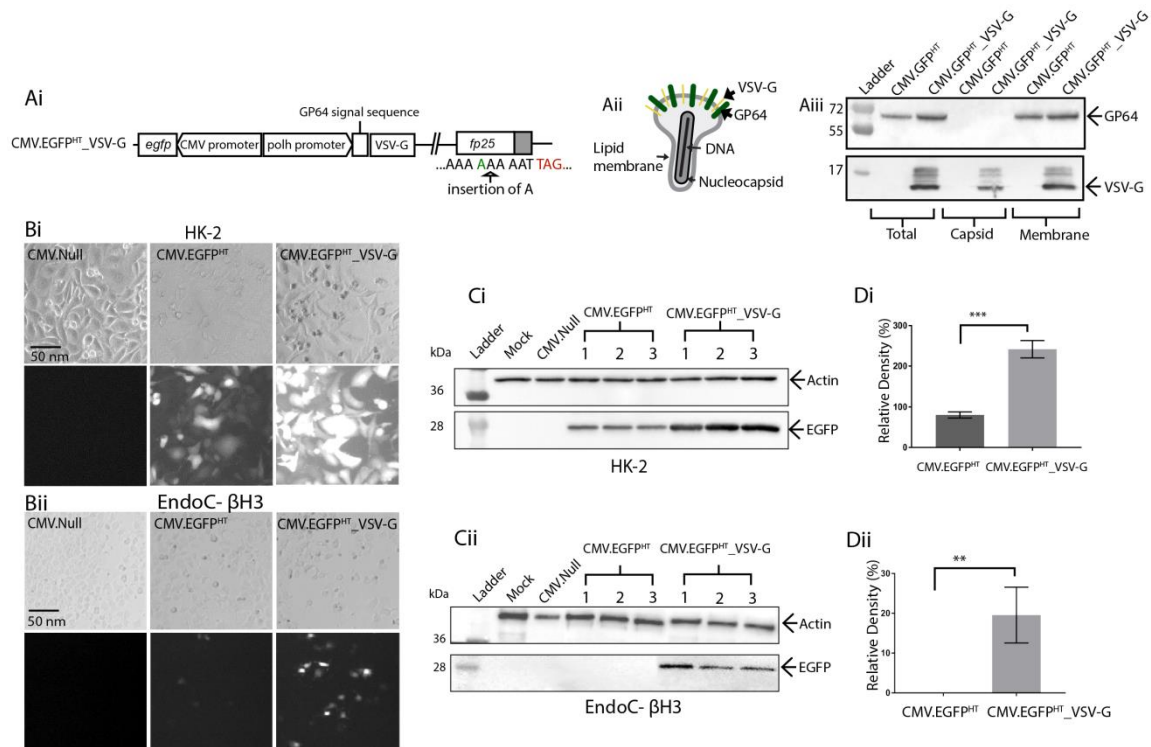 Ai
GP64 signal sequence
CMV.EGFPᴴᵀ_VSV-G
egfp
CMV promoter
polh promoter
VSV-G
fp25
...AAA AAA AAT TAG...
insertion of A
Aii
VSV-G
GP64
Lipid membrane
DNA
Nucleocapsid
Aiii
Ladder
CMV.GFPᴴᵀ
CMV.GFPᴴᵀ_VSV-G
CMV.GFPᴴᵀ
CMV.GFPᴴᵀ_VSV-G
CMV.GFPᴴᵀ
CMV.GFPᴴᵀ_VSV-G
72
55
GP64
17
VSV-G
Total
Capsid
Membrane
Bi
HK-2
CMV.Null
CMV.EGFPᴴᵀ
CMV.EGFPᴴᵀ_VSV-G
50 nm
Bii
EndoC- βH3
CMV.Null
CMV.EGFPᴴᵀ
CMV.EGFPᴴᵀ_VSV-G
50 nm
Ci
kDa
Ladder
Mock
CMV.Null
CMV.EGFPᴴᵀ
CMV.EGFPᴴᵀ_VSV-G
1 2 3 1 2 3
36
Actin
28
EGFP
HK-2
Di
***
Relative Density (%)
300
200
100
0
CMV.EGFPᴴᵀ
CMV.EGFPᴴᵀ_VSV-G
Cii
kDa
Ladder
Mock
CMV.Null
CMV.EGFPᴴᵀ
CMV.EGFPᴴᵀ_VSV-G
1 2 3 1 2 3
36
Actin
28
EGFP
EndoC- βH3
Dii
**
Relative Density (%)
30
20
10
0
CMV.EGFPᴴᵀ
CMV.EGFPᴴᵀ_VSV-G